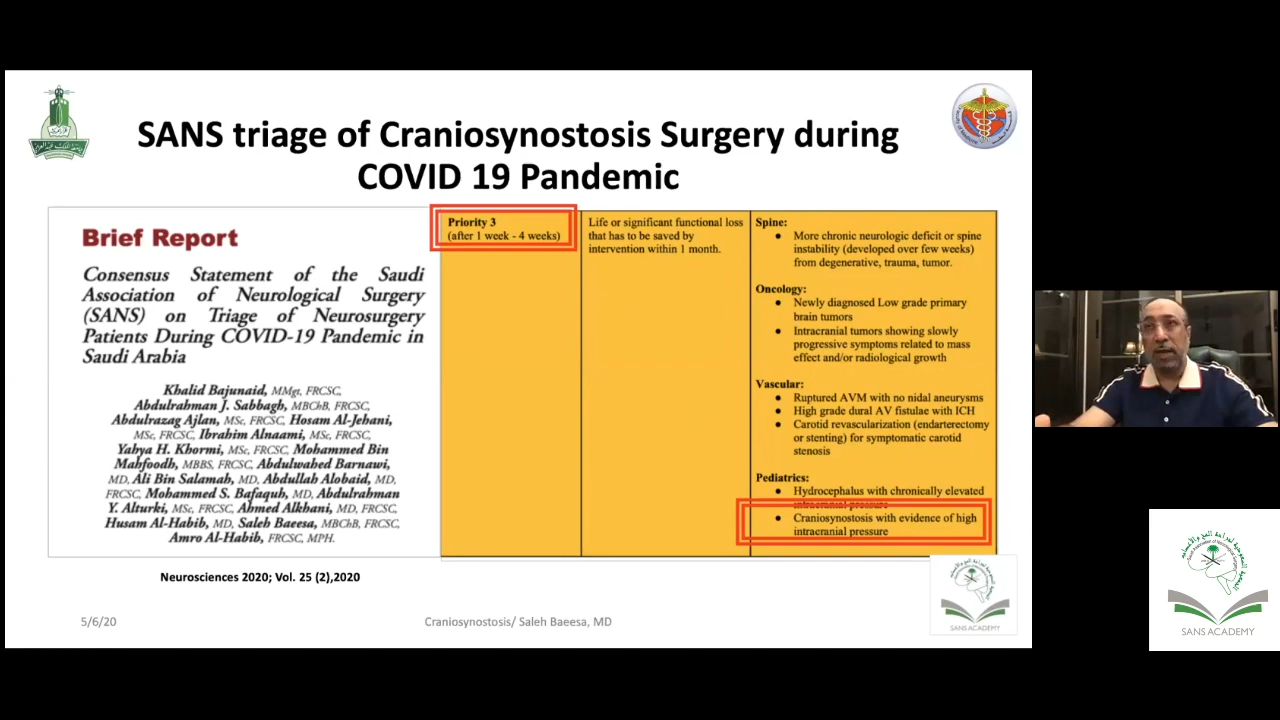 SANS triage of Craniosynostosis Surgery during
COVID 19 Pandemic
Brief Report
Consensus Statement of the Saudi
Association of Neurological Surgery
(SANS) on Triage of Neurosurgery
Patients During COVID-19 Pandemic in
Saudi Arabia
Khalid Bajunaid, MMgt, FRCSC,
Abdulrahman J. Sabbagh, MBChB, FRCSC,
Abdulrazag Ajlan, MSc, FRCSC, Hosam Al-Jehani,
MSc, FRCSC, Ibrahim Alnaami, MSc, FRCSC,
Yahya H. Khormi, MSc, FRCSC, Mohammed Bin
Mahfoodh, MBBS, FRCSC, Abdulwahed Barnawi,
MD, Ali Bin Salamah, MD, Abdullah Alobaid, MD,
FRCSC, Mohammed S. Bafaquh, MD, Abdulrahman
Y. Alturki, MSc, FRCSC, Ahmed Alkhani, MD, FRCSC,
Husam Al-Habib, MD, Saleh Baeesa, MBChB, FRCSC,
Amro Al-Habib, FRCSC, MPH.
Priority 3
(after 1 week - 4 weeks)
Life or significant functional loss
that has to be saved by
intervention within 1 month.
Spine:
• More chronic neurologic deficit or spine
instability (developed over few weeks)
from degenerative, trauma, tumor.
Oncology:
• Newly diagnosed Low grade primary
brain tumors
• Intracranial tumors showing slowly
progressive symptoms related to mass
effect and/or radiological growth
Vascular:
• Ruptured AVM with no nidal aneurysms
• High grade dural AV fistulae with ICH
• Carotid revascularization (endarterectomy
or stenting) for symptomatic carotid
stenosis
Pediatrics:
• Hydrocephalus with chronically elevated
intracranial pressure
• Craniosynostosis with evidence of high
intracranial pressure
Neurosciences 2020; Vol. 25 (2),2020
5/6/20
Craniosynostosis/ Saleh Baeesa, MD
SANS ACADEMY
SANS ACADEMY